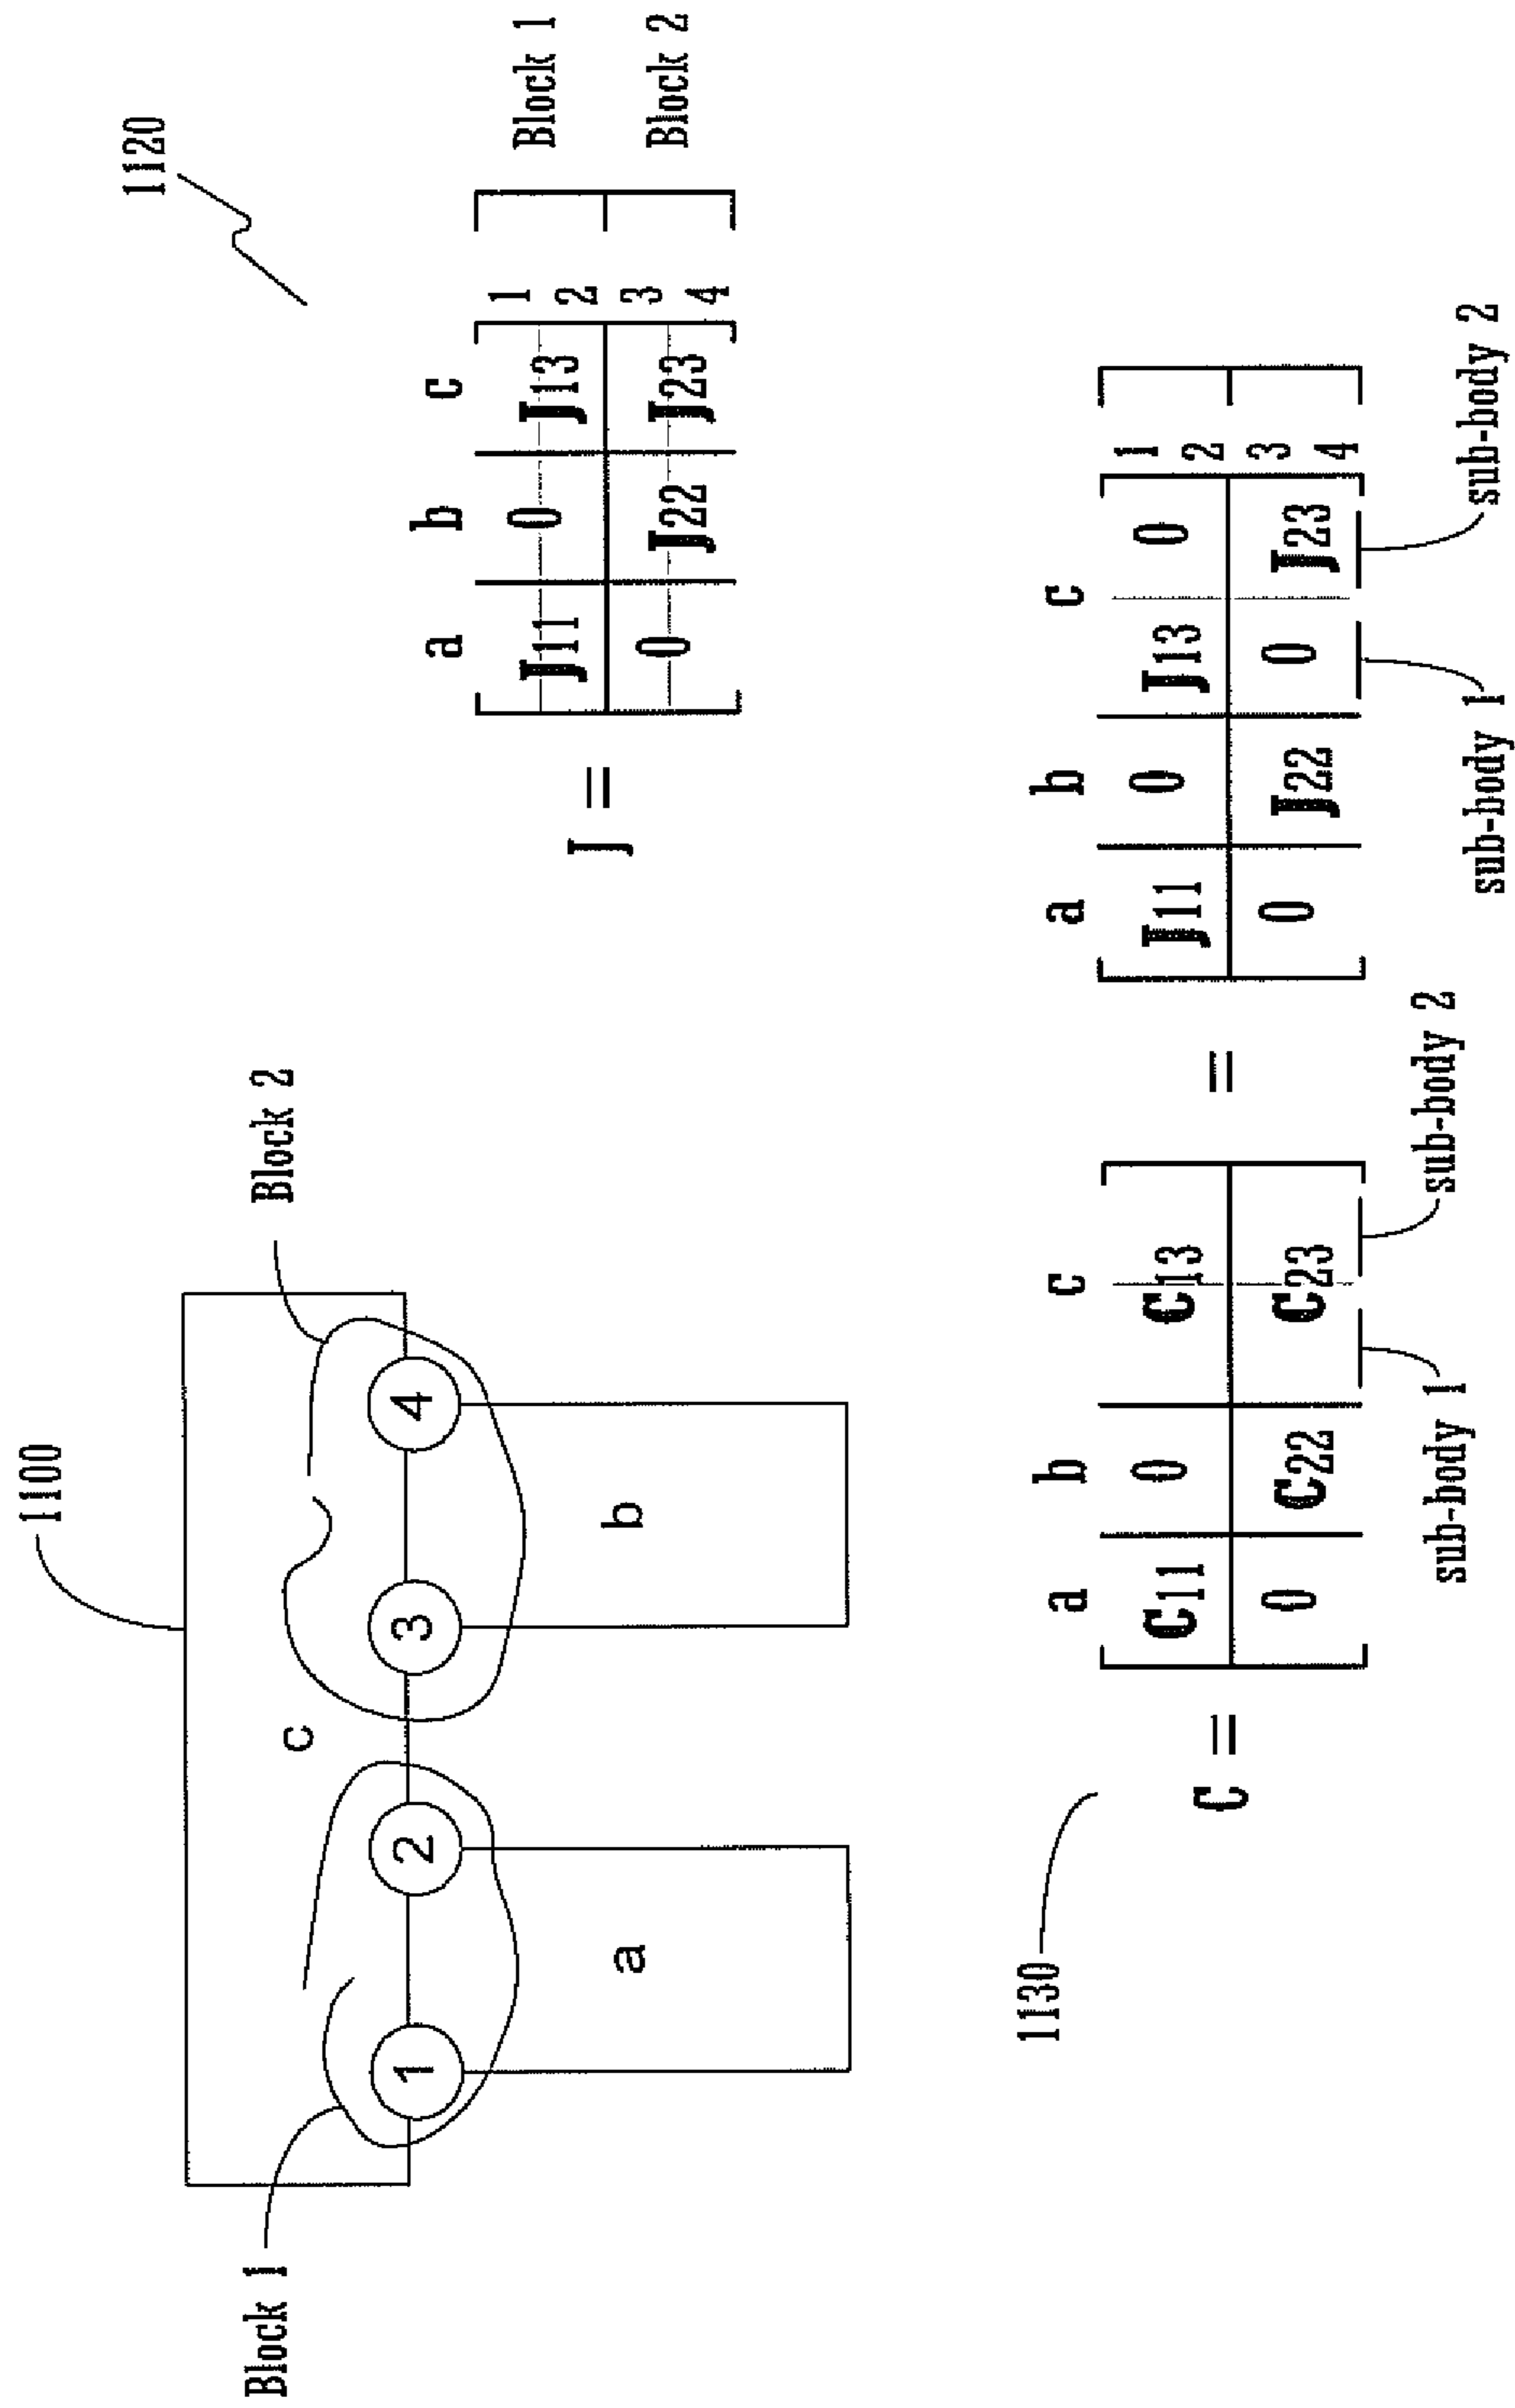 1100
Block 1
Block 2
c
1 2 3 4
a b
1120
a b c
J = J11 0 J13 1 2 Block 1
0 J22 J23 3 4 Block 2
1130
a b c
C = C11 0 C13
0 C22 C23
sub-body 1
sub-body 2
a b c
= J11 0 J13 0 1 2
0 J22 0 J23 3 4
sub-body 1
sub-body 2